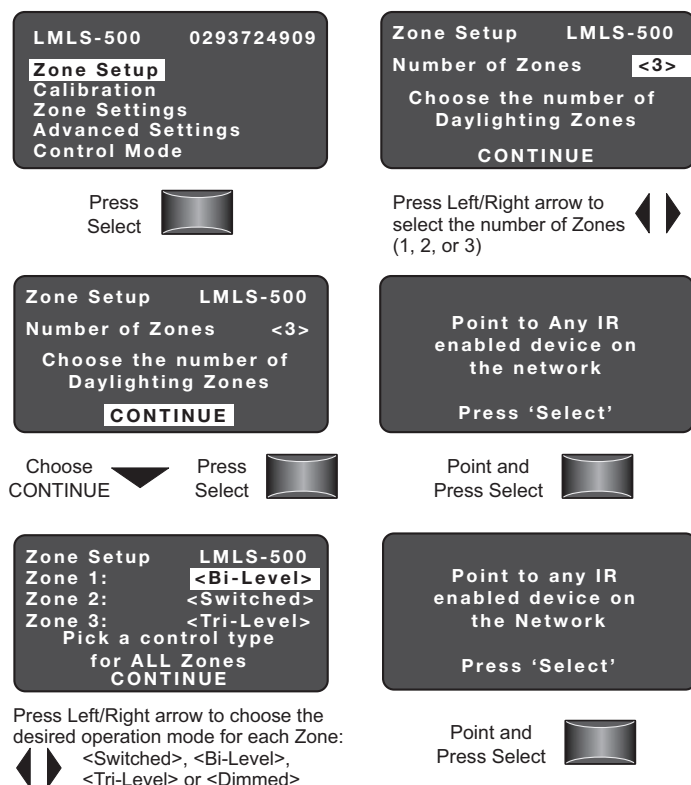 LMLS-500 0293724909
Zone Setup
Calibration
Zone Settings
Advanced Settings
Control Mode
Press
Select
Zone Setup LMLS-500
Number of Zones <3>
Choose the number of
Daylighting Zones
CONTINUE
Press Left/Right arrow to
select the number of Zones
(1, 2, or 3)
Zone Setup LMLS-500
Number of Zones <3>
Choose the number of
Daylighting Zones
CONTINUE
Choose
CONTINUE
Press
Select
Point to Any IR
enabled device on
the network
Press ‘Select’
Point and
Press Select
Zone Setup LMLS-500
Zone 1: <Bi-Level>
Zone 2: <Switched>
Zone 3: <Tri-Level>
Pick a control type
for ALL Zones
CONTINUE
Press Left/Right arrow to choose the
desired operation mode for each Zone:
<Switched>, <Bi-Level>,
<Tri-Level> or <Dimmed>
Point to any IR
enabled device on
the Network
Press ‘Select’
Point and
Press Select